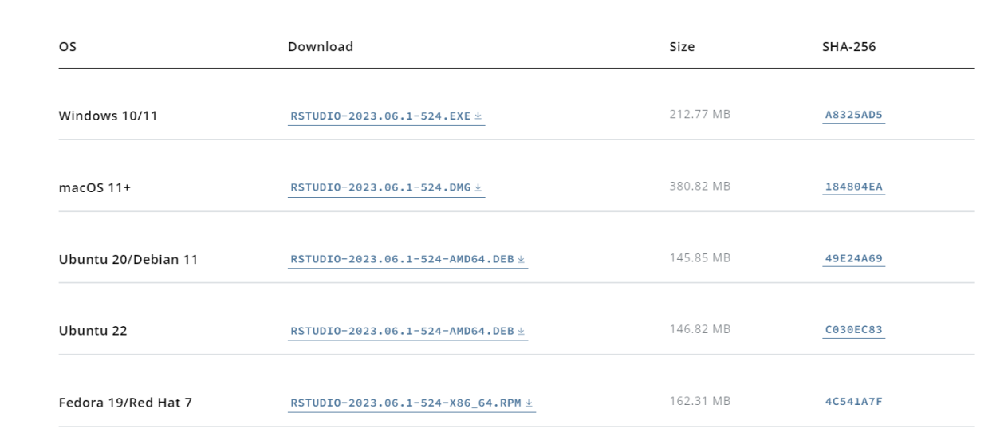 OS Download Size SHA-256
Windows 10/11 RSTUDIO-2023.06.1-524.EXE 212.77 MB A8325AD5
macOS 11+ RSTUDIO-2023.06.1-524.DMG 380.82 MB 184804EA
Ubuntu 20/Debian 11 RSTUDIO-2023.06.1-524-AMD64.DEB 145.85 MB 49E24A69
Ubuntu 22 RSTUDIO-2023.06.1-524-AMD64.DEB 146.82 MB C030EC83
Fedora 19/Red Hat 7 RSTUDIO-2023.06.1-524-X86_64.RPM 162.31 MB 4C541A7F